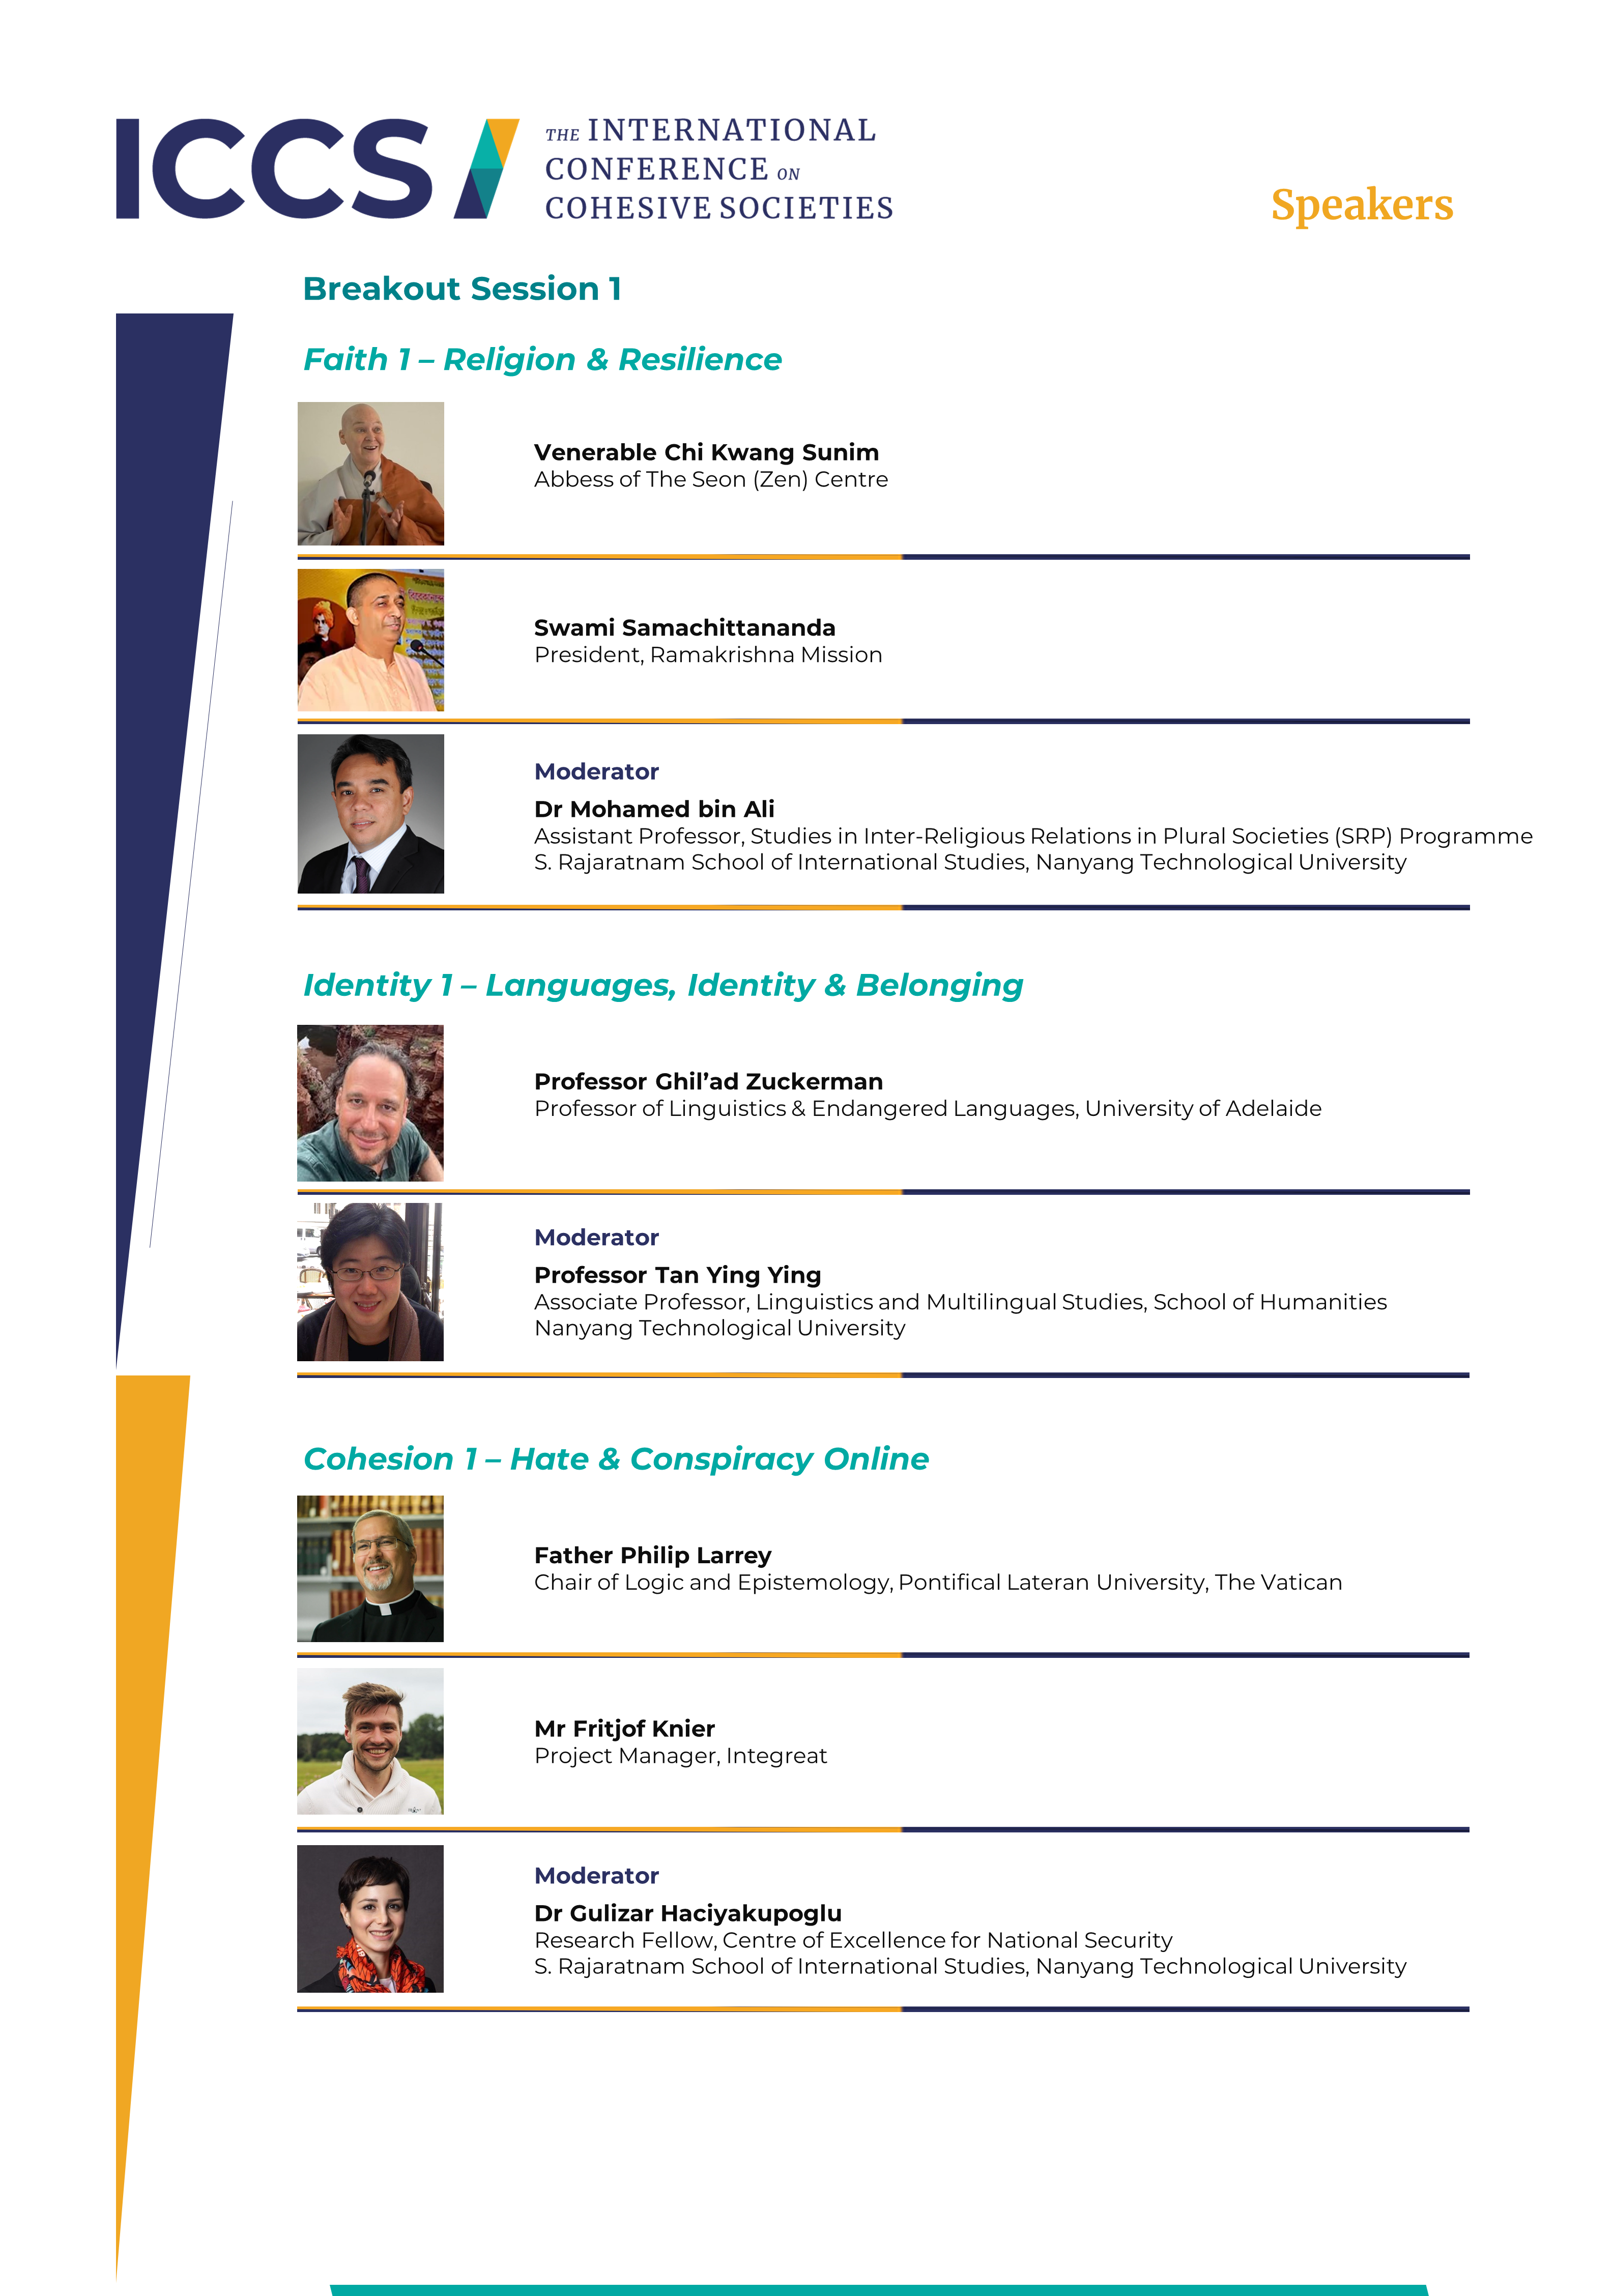 ICCS
THE INTERNATIONAL
CONFERENCE ON
COHESIVE SOCIETIES
Speakers
Breakout Session 1
Faith 1 – Religion & Resilience
Venerable Chi Kwang Sunim
Abbess of The Seon (Zen) Centre
Swami Samachittananda
President, Ramakrishna Mission
Moderator
Dr Mohamed bin Ali
Assistant Professor, Studies in Inter-Religious Relations in Plural Societies (SRP) Programme
S. Rajaratnam School of International Studies, Nanyang Technological University
Identity 1 – Languages, Identity & Belonging
Professor Ghil’ad Zuckerman
Professor of Linguistics & Endangered Languages, University of Adelaide
Moderator
Professor Tan Ying Ying
Associate Professor, Linguistics and Multilingual Studies, School of Humanities
Nanyang Technological University
Cohesion 1 – Hate & Conspiracy Online
Father Philip Larrey
Chair of Logic and Epistemology, Pontifical Lateran University, The Vatican
Mr Fritjof Knier
Project Manager, Integreat
Moderator
Dr Gulizar Haciyakupoglu
Research Fellow, Centre of Excellence for National Security
S. Rajaratnam School of International Studies, Nanyang Technological University